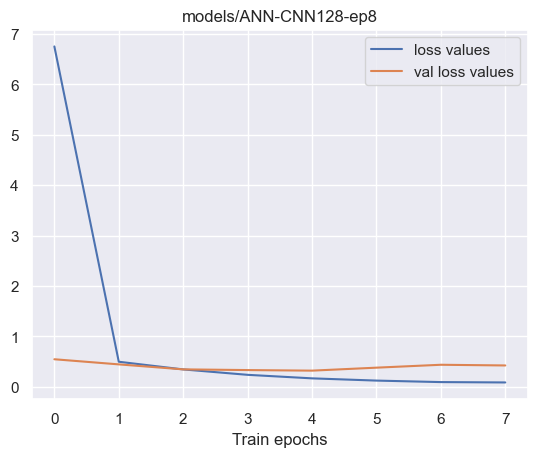 models/ANN-CNN128-ep8
loss values
val loss values
7
6
5
4
3
2
1
0
0 1 2 3 4 5 6 7
Train epochs